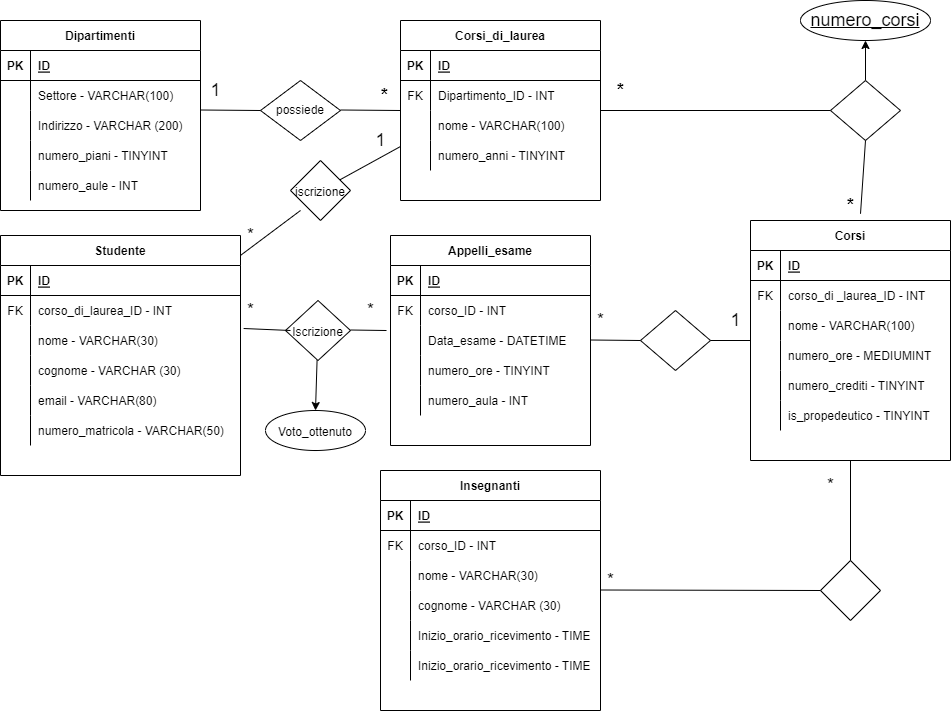 numero_corsi
Dipartimenti
PK ID
Settore - VARCHAR(100)
Indirizzo - VARCHAR (200)
numero_piani - TINYINT
numero_aule - INT
1
possiede
*
Corsi_di_laurea
PK ID
FK Dipartimento_ID - INT
nome - VARCHAR(100)
numero_anni - TINYINT
*
1
iscrizione
*
*
Studente
PK ID
FK corso_di_laurea_ID - INT
nome - VARCHAR(30)
cognome - VARCHAR (30)
email - VARCHAR(80)
numero_matricola - VARCHAR(50)
*
Iscrizione
*
Voto_ottenuto
Appelli_esame
PK ID
FK corso_ID - INT
Data_esame - DATETIME
numero_ore - TINYINT
numero_aula - INT
*
1
Corsi
PK ID
FK corso_di _laurea_ID - INT
nome - VARCHAR(100)
numero_ore - MEDIUMINT
numero_crediti - TINYINT
is_propedeutico - TINYINT
*
Insegnanti
PK ID
FK corso_ID - INT
nome - VARCHAR(30)
cognome - VARCHAR (30)
Inizio_orario_ricevimento - TIME
Inizio_orario_ricevimento - TIME
*